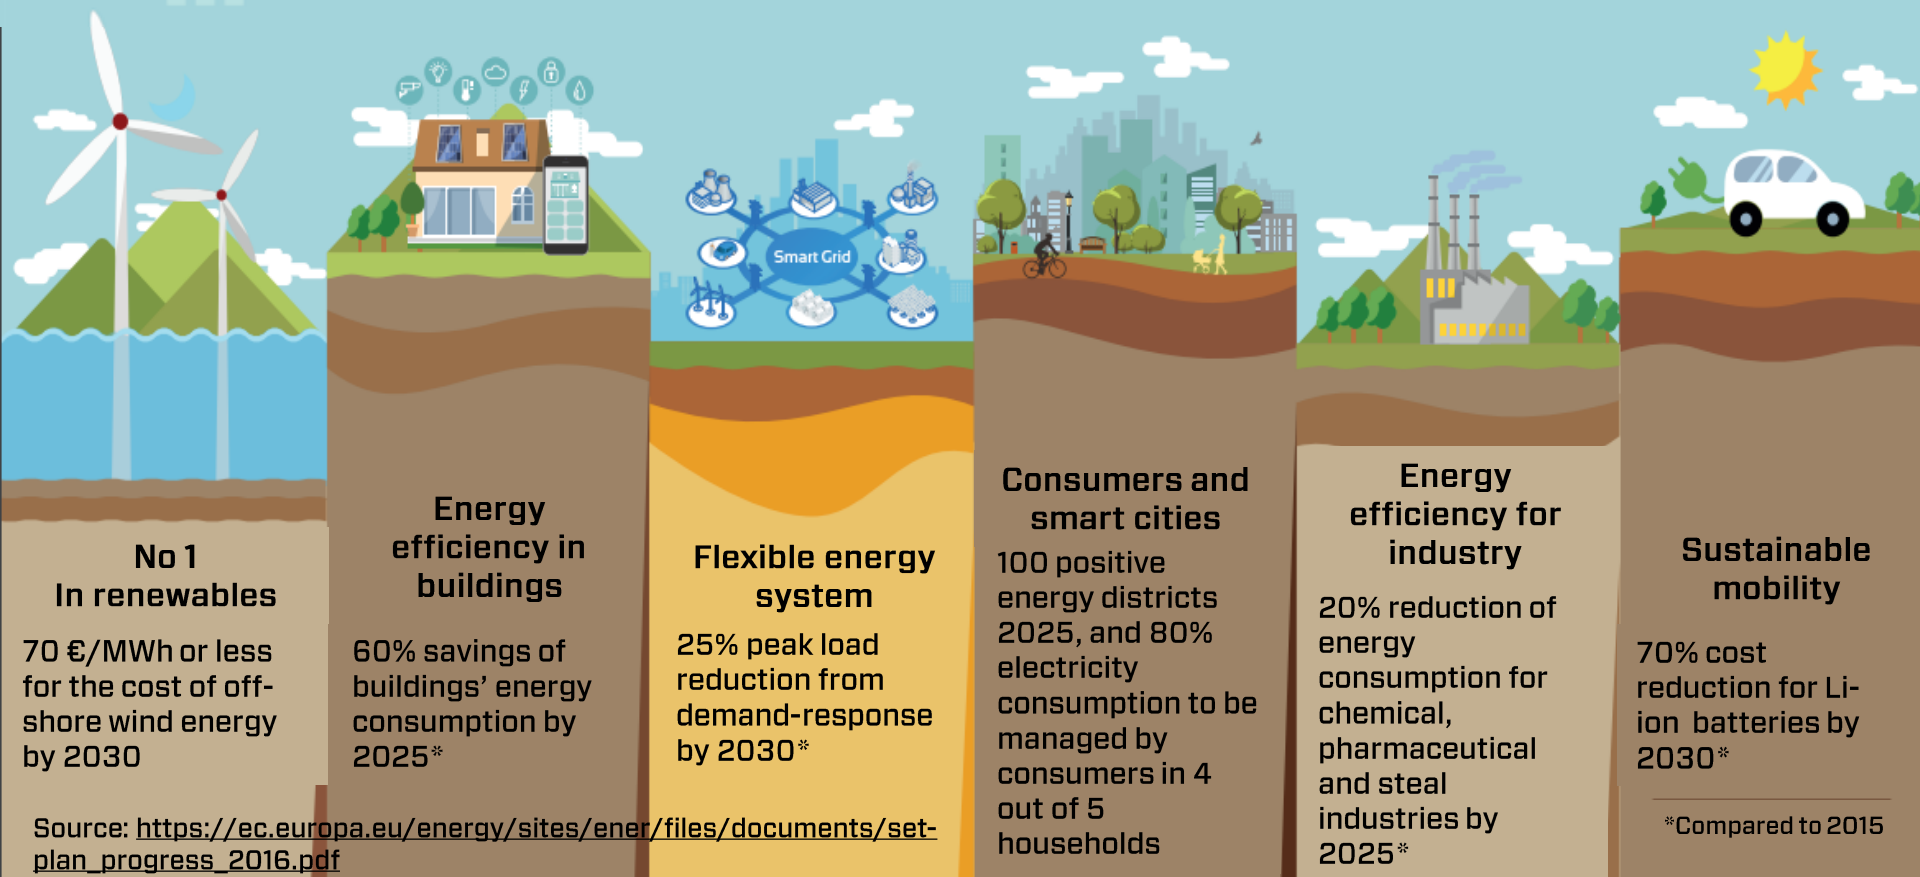 Smart Grid
No 1
In renewables
70 €/MWh or less
for the cost of off-
shore wind energy
by 2030
Energy
efficiency in
buildings
60% savings of
buildings’ energy
consumption by
2025*
Flexible energy
system
25% peak load
reduction from
demand-response
by 2030*
Consumers and
smart cities
100 positive
energy districts
2025, and 80%
electricity
consumption to be
managed by
consumers in 4
out of 5
households
Energy
efficiency for
industry
20% reduction of
energy
consumption for
chemical,
pharmaceutical
and steal
industries by
2025*
Sustainable
mobility
70% cost
reduction for Li-
ion  batteries by
2030*
*Compared to 2015
Source: https://ec.europa.eu/energy/sites/ener/files/documents/set-
plan_progress_2016.pdf